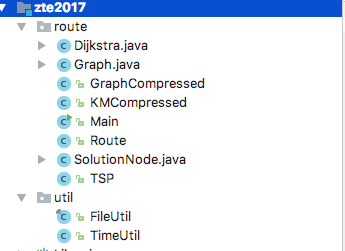 zte2017
route
Dijkstra.java
Graph.java
GraphCompressed
KMCompressed
Main
Route
SolutionNode.java
TSP
util
FileUtil
TimeUtil